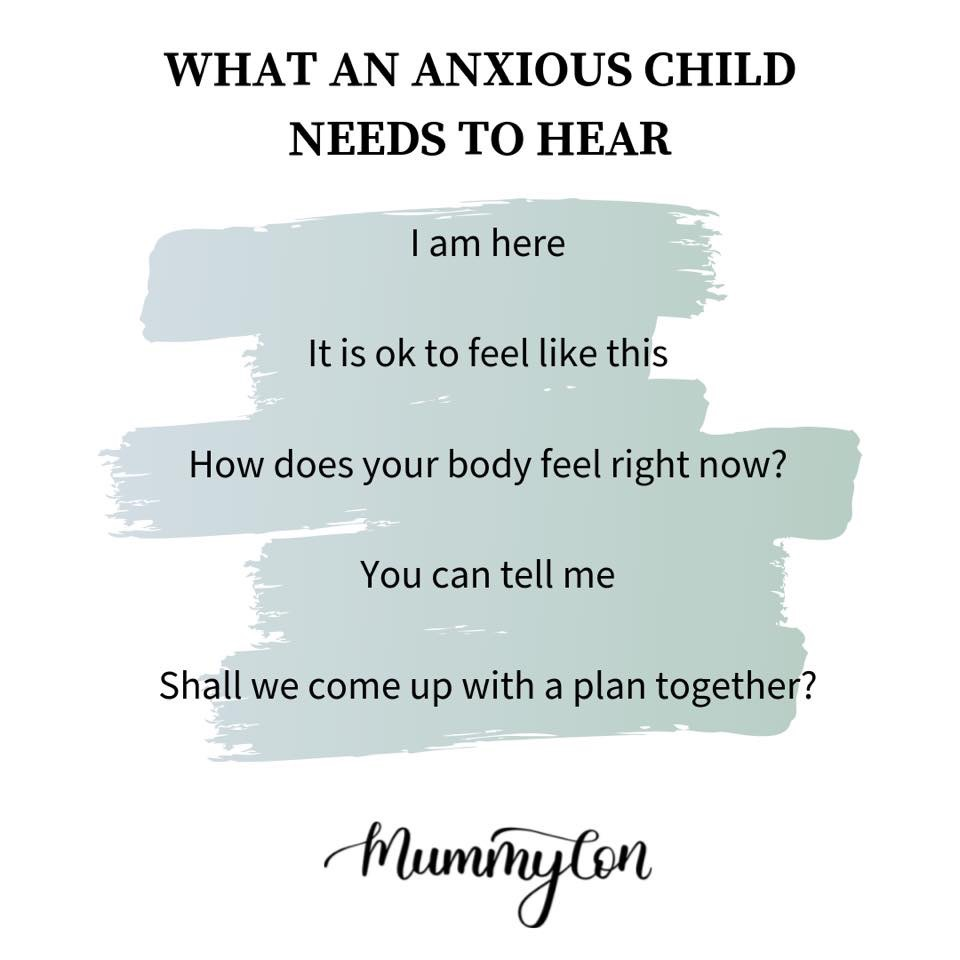 WHAT AN ANXIOUS CHILD
NEEDS TO HEAR
I am here
It is ok to feel like this
How does your body feel right now?
You can tell me
Shall we come up with a plan together?
MummyCon